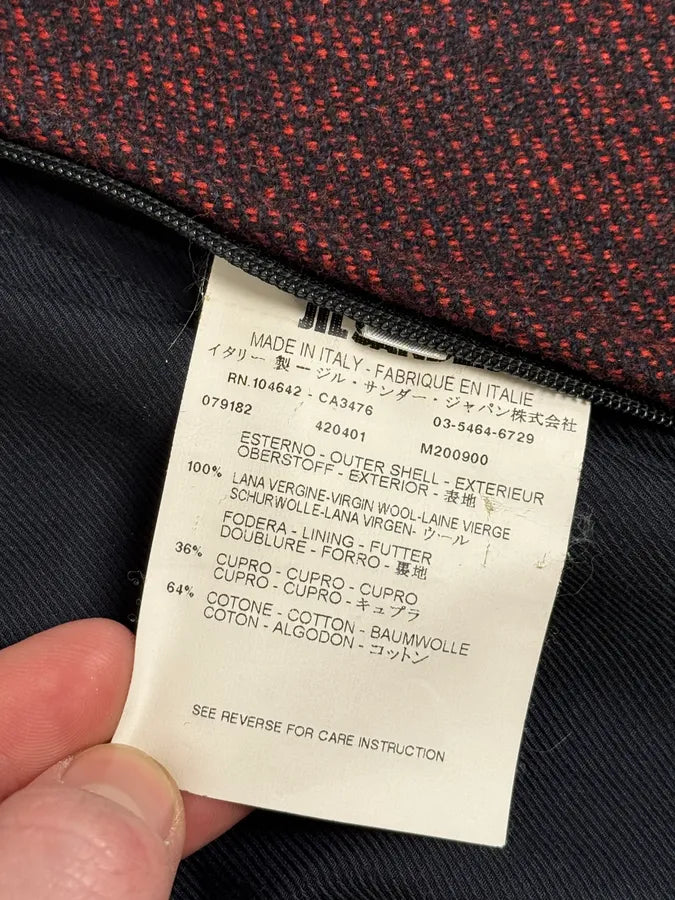 JIL SANDER
MADE IN ITALY - FABRIQUE EN ITALIE
イタリー 製 ー ジル・サンダー・ジャパン株式会社
RN.104642 - CA3476 03-5464-6729
079182 420401 M200900
ESTERNO - OUTER SHELL - EXTERIEUR
OBERSTOFF - EXTERIOR - 表地
100% LANA VERGINE-VIRGIN WOOL-LAINE VIERGE
SCHURWOLLE-LANA VIRGEN- ウール
FODERA - LINING - FUTTER
DOUBLURE - FORRO - 裏地
36% CUPRO - CUPRO - CUPRO
CUPRO - CUPRO - キュプラ
64% COTONE - COTTON - BAUMWOLLE
COTON - ALGODON - コットン
SEE REVERSE FOR CARE INSTRUCTION